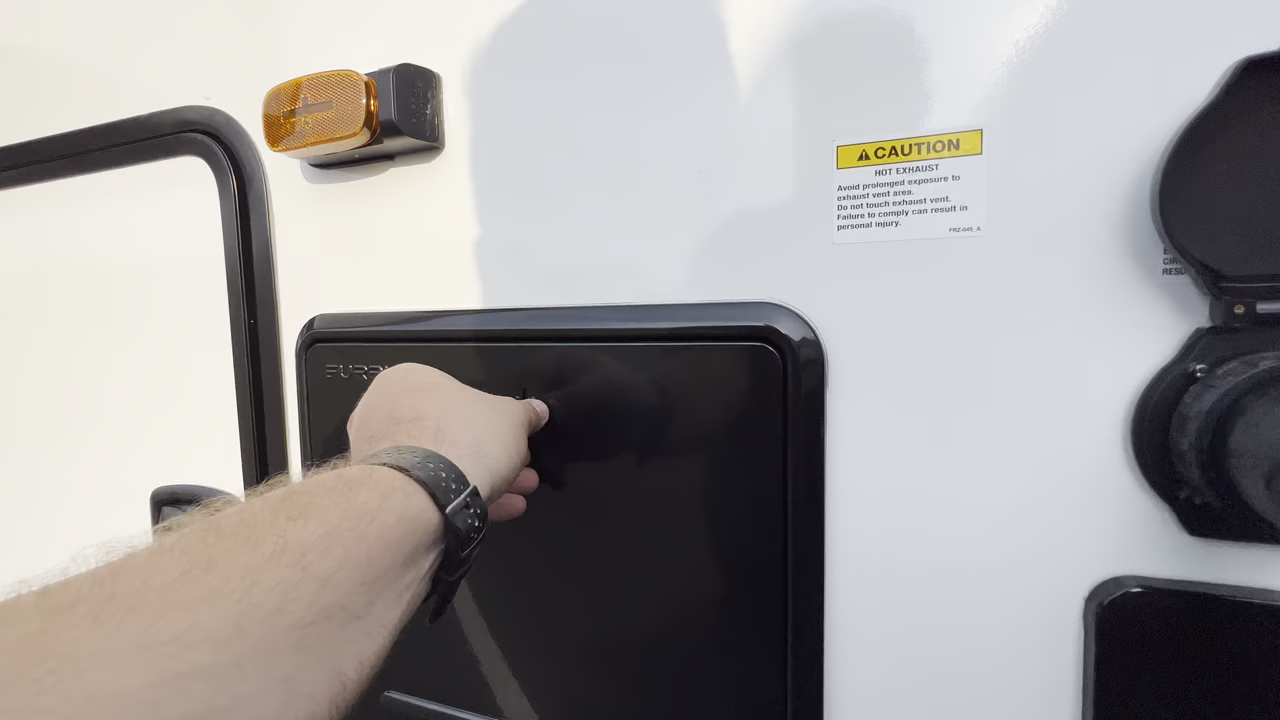 CAUTION
HOT EXHAUST
Avoid prolonged exposure to
exhaust vent area.
Do not touch exhaust vent.
Failure to comply can result in
personal injury.
FRZ-045_A